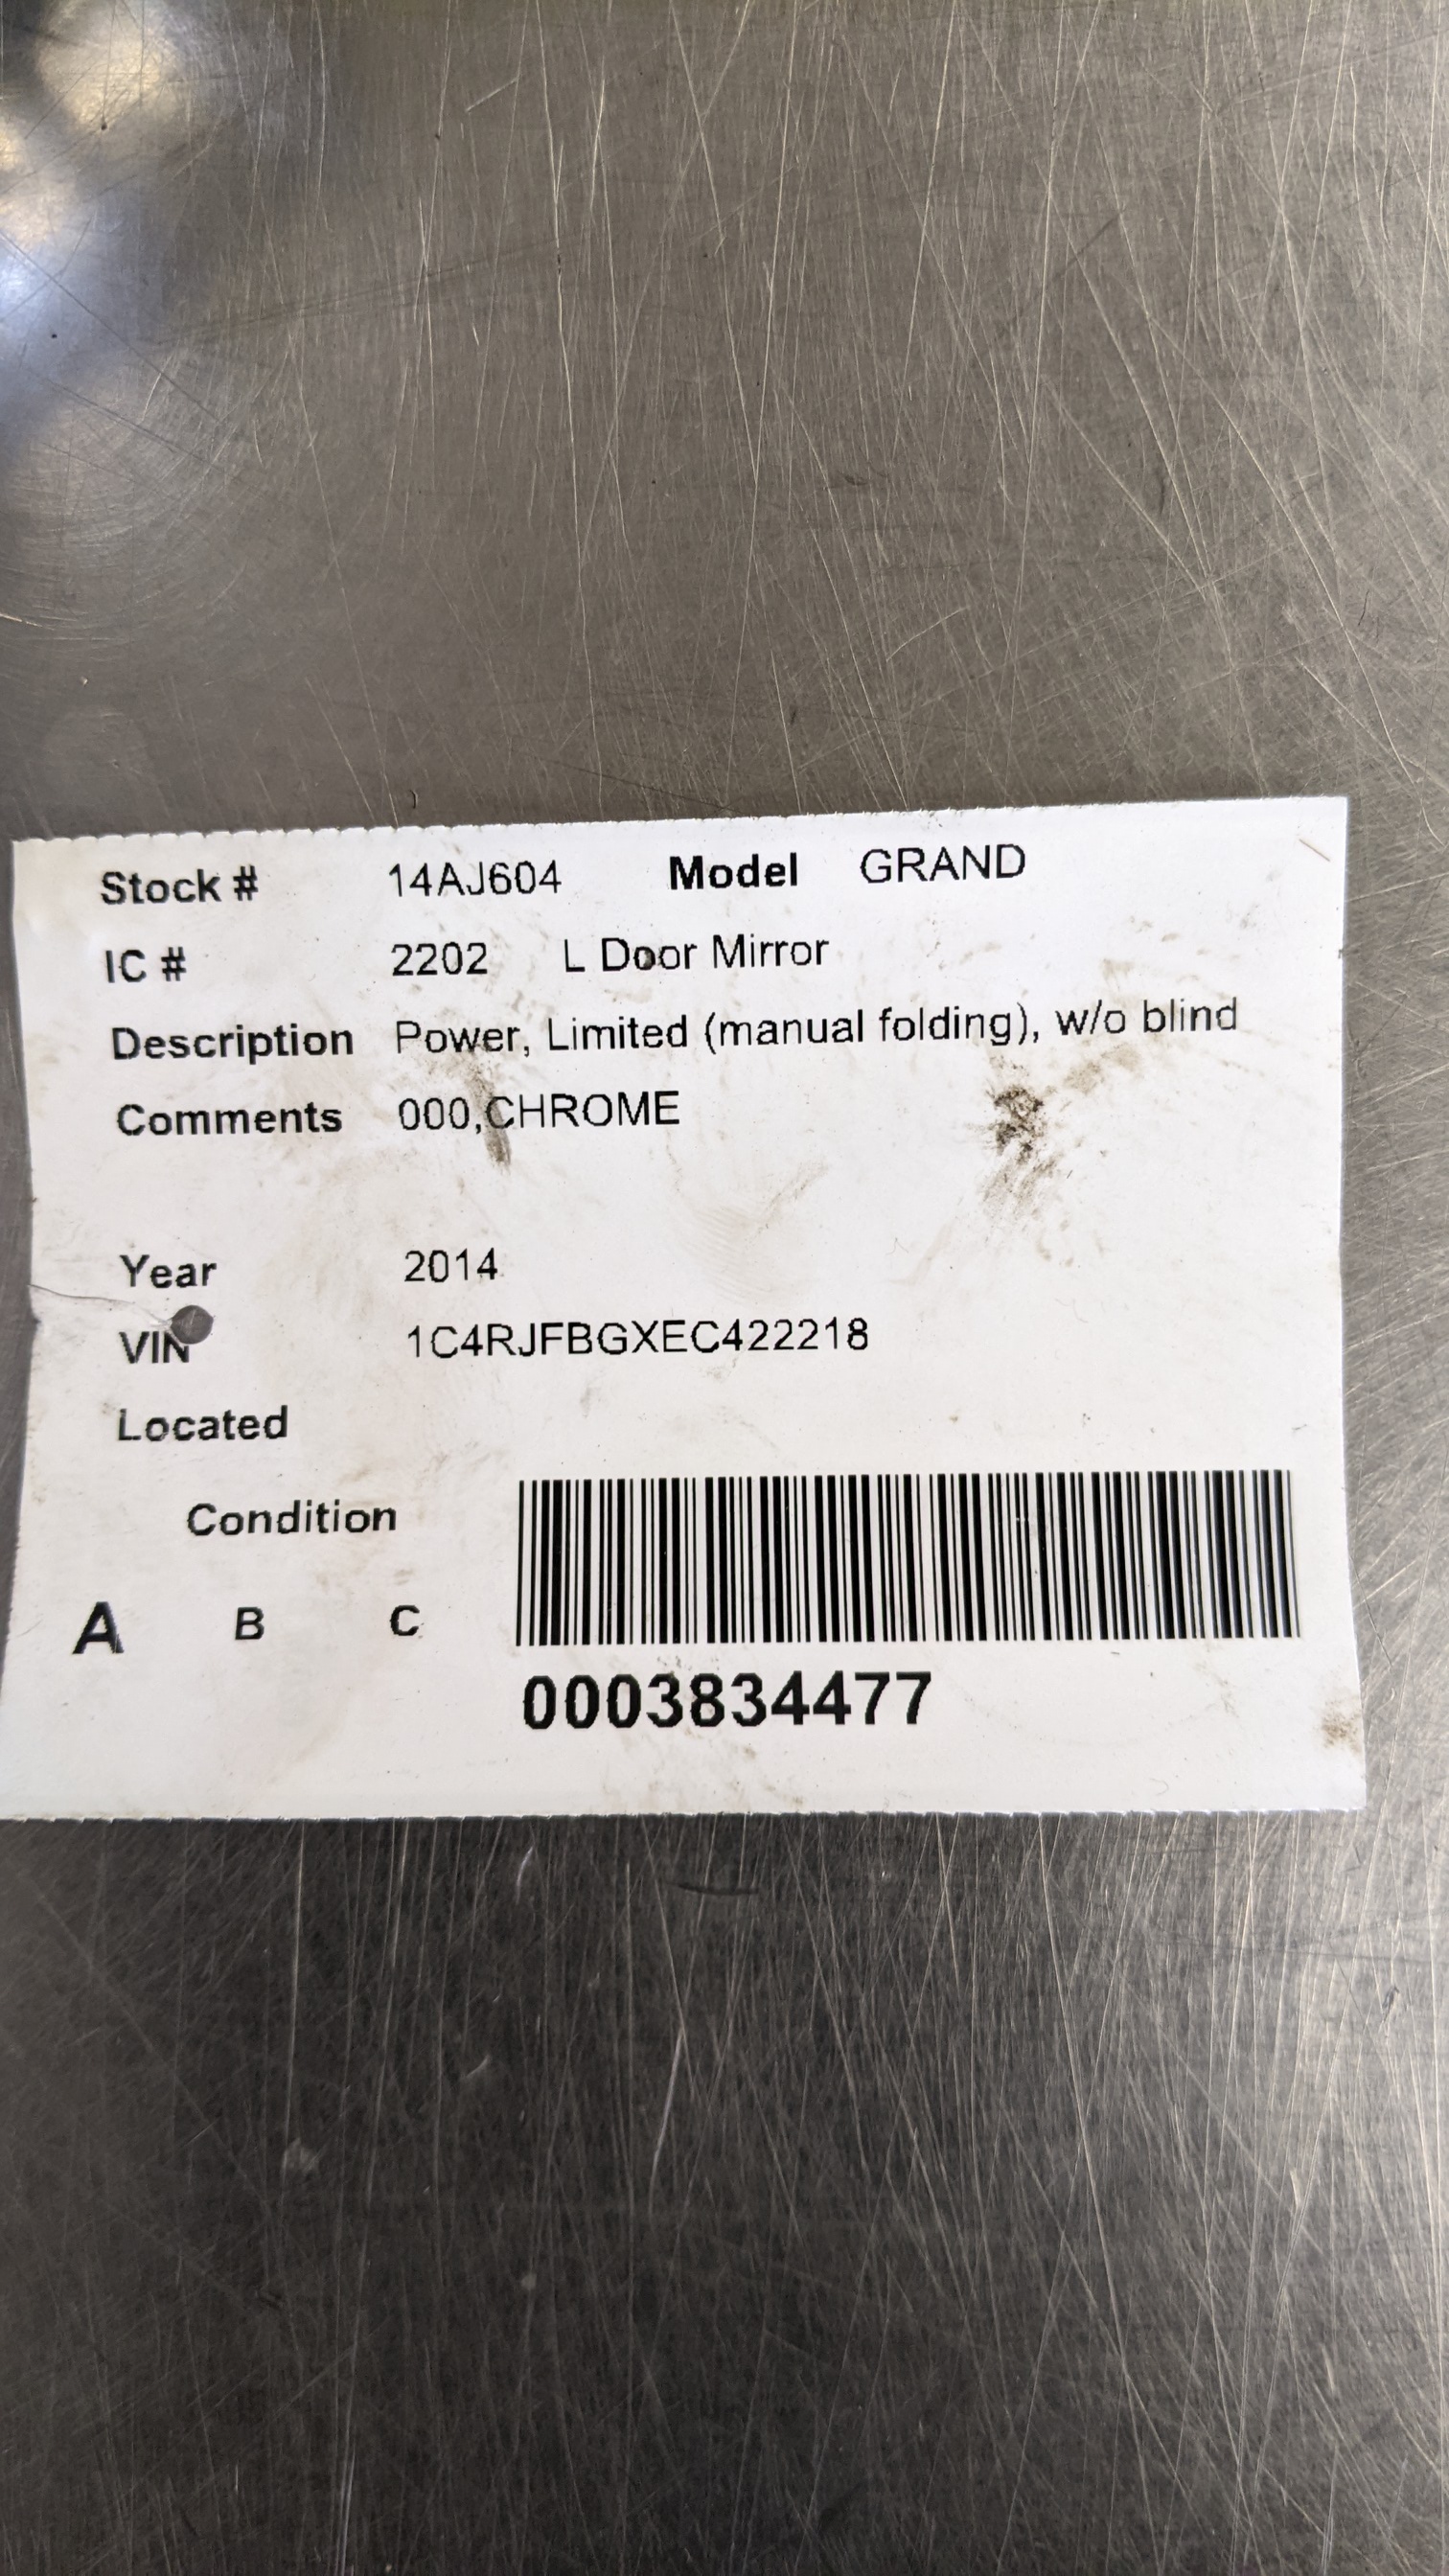 Stock # 14AJ604 Model GRAND
IC # 2202 L Door Mirror
Description Power, Limited (manual folding), w/o blind
Comments 000,CHROME
Year 2014
VIN 1C4RJFBGXEC422218
Located
Condition
A B C
0003834477